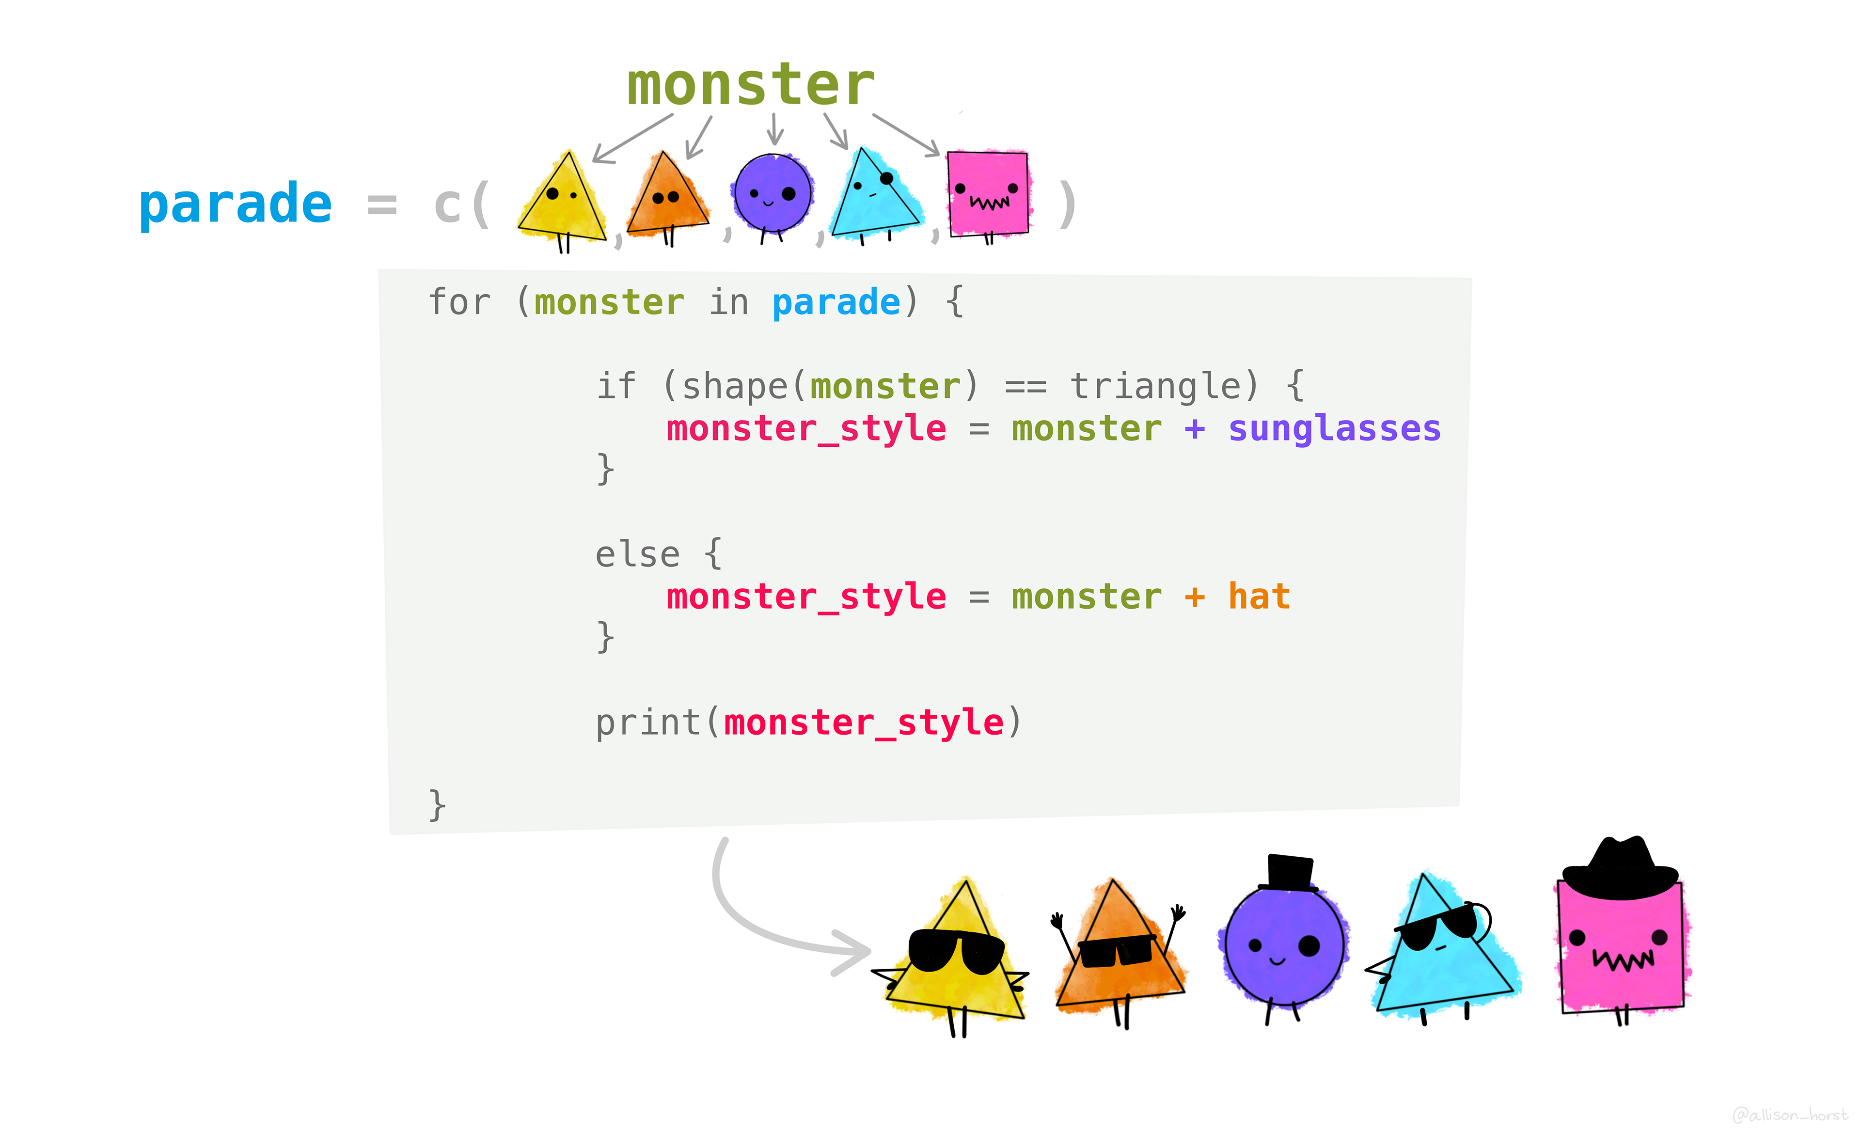 monster
parade = c( , , , , )
for (monster in parade) {
if (shape(monster) == triangle) {
monster_style = monster + sunglasses
}
else {
monster_style = monster + hat
}
print(monster_style)
}
@allison_horst